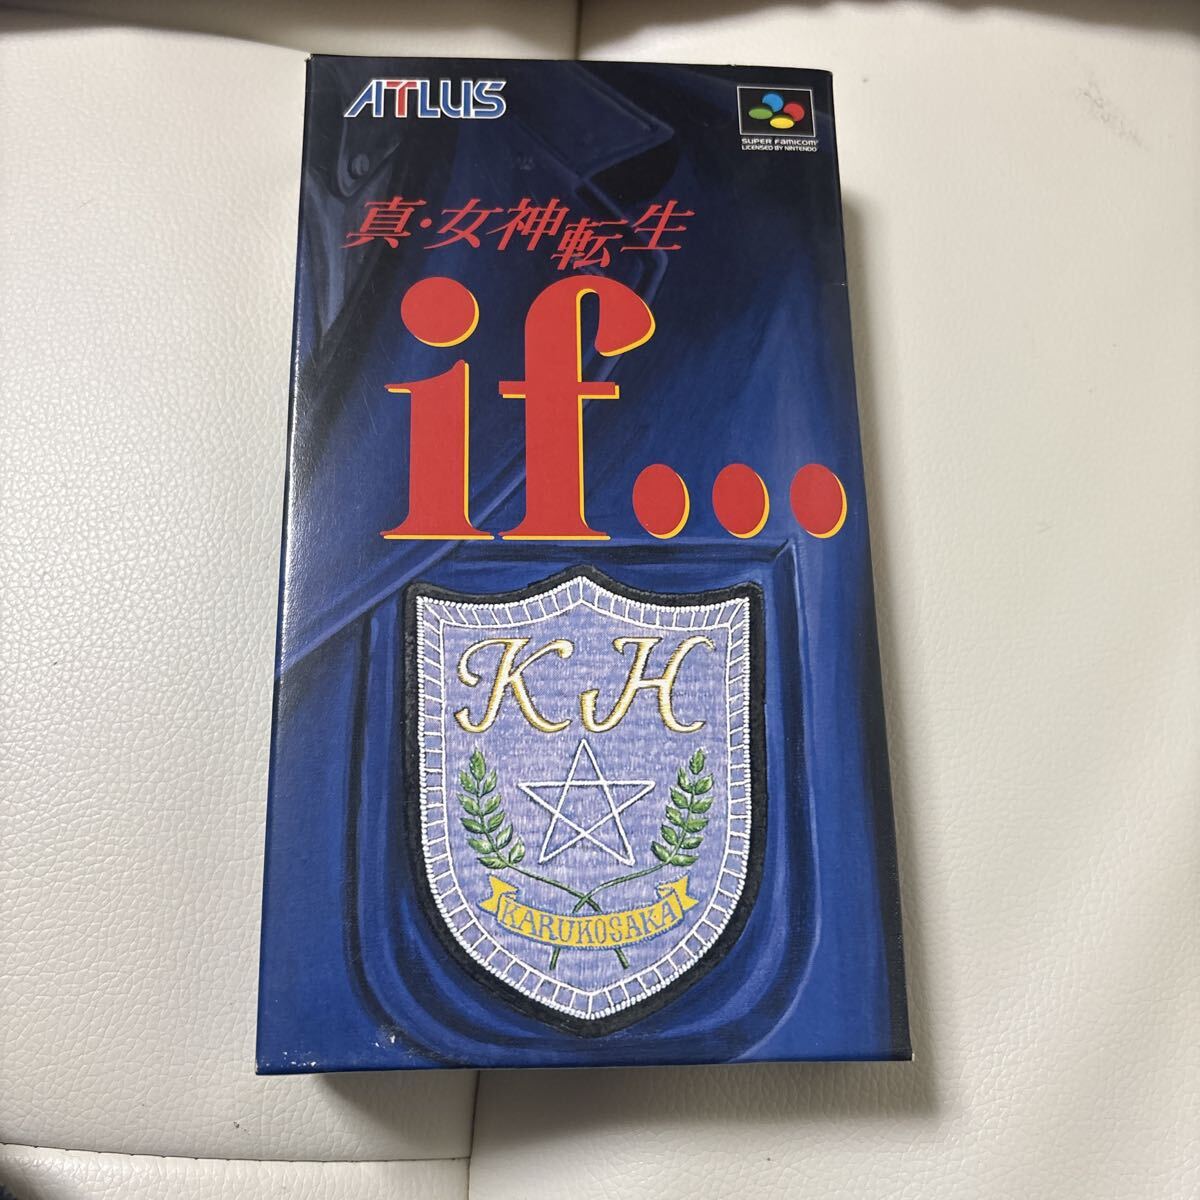 ATLUS
SUPER FAMICOM
LICENSED BY NINTENDO
真・女神転生
if...
KH
KARUKOSAKA